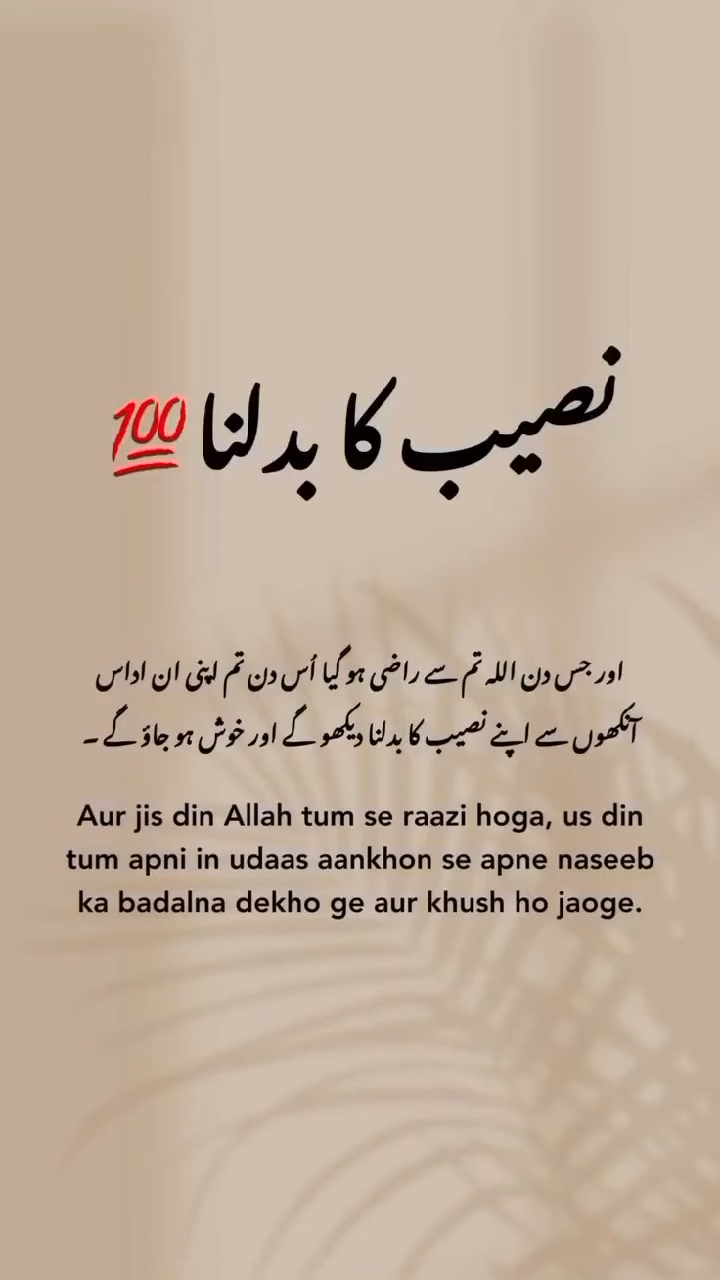 نصیب کا بدلنا 💯
اور جس دن اللہ تم سے راضی ہو گیا اُس دن تم اپنی ان اداس
آنکھوں سے اپنے نصیب کا بدلنا دیکھو گے اور خوش ہو جاؤ گے ۔
Aur jis din Allah tum se raazi hoga, us din
tum apni in udaas aankhon se apne naseeb
ka badalna dekho ge aur khush ho jaoge.